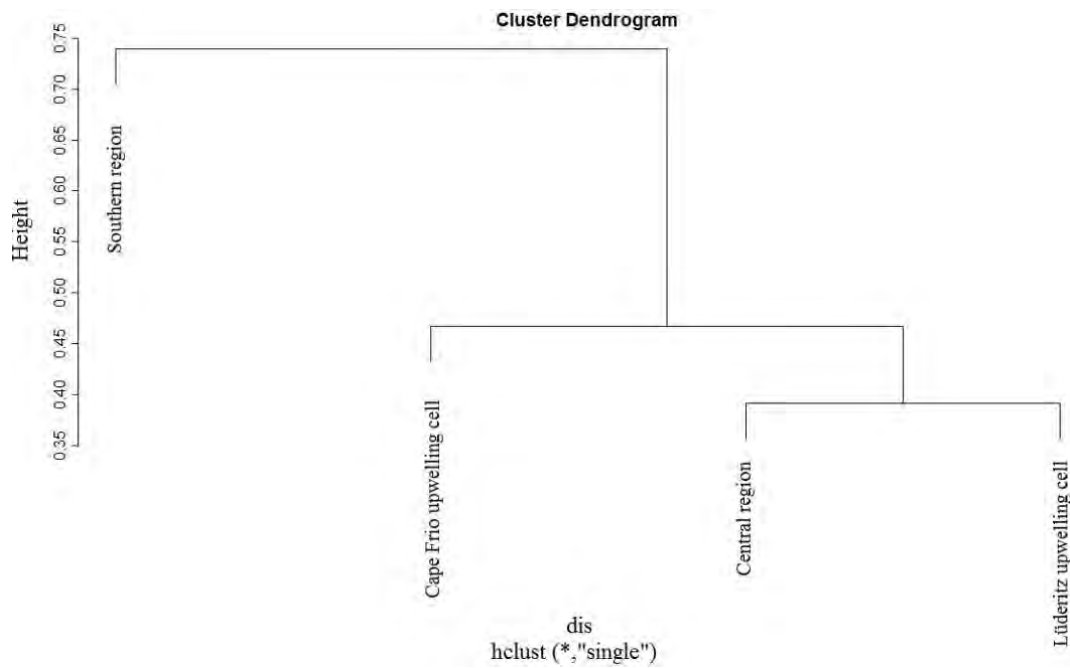 Cluster Dendrogram
Height
0.75
0.70
0.65
0.60
0.55
0.50
0.45
0.40
0.35
Southern region
Cape Frio upwelling cell
Central region
Lüderitz upwelling cell
dis
hclust (*,"single")